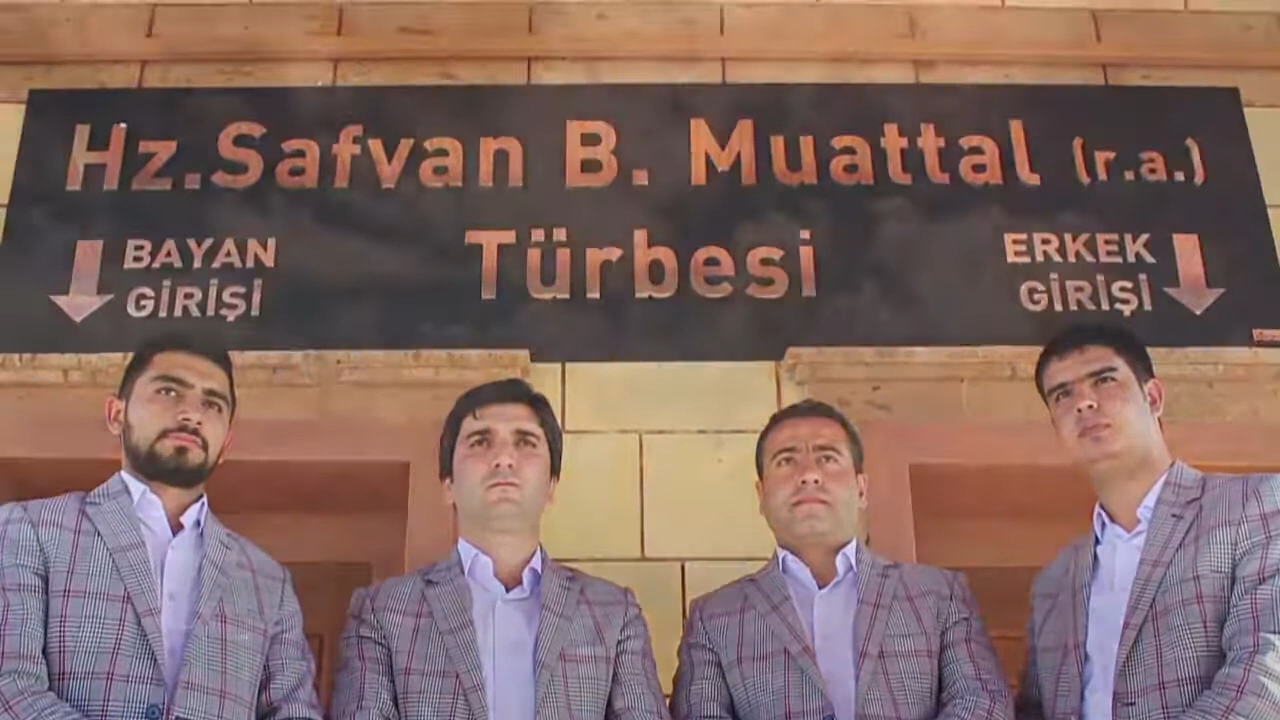 Hz.Safvan B. Muattal (r.a.)
Türbesi
BAYAN
GİRİŞİ
ERKEK
GİRİŞİ